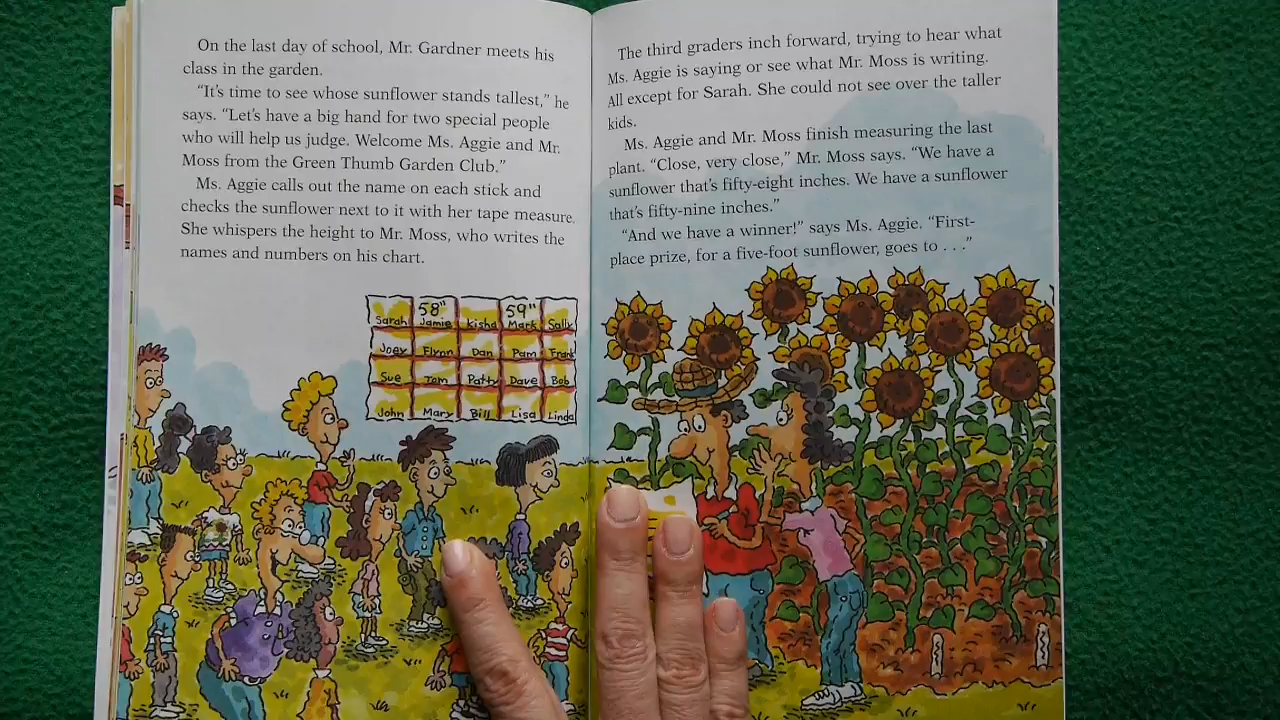 On the last day of school, Mr. Gardner meets his
class in the garden.
"It's time to see whose sunflower stands tallest," he
says. "Let's have a big hand for two special people
who will help us judge. Welcome Ms. Aggie and Mr.
Moss from the Green Thumb Garden Club."
Ms. Aggie calls out the name on each stick and
checks the sunflower next to it with her tape measure.
She whispers the height to Mr. Moss, who writes the
names and numbers on his chart.
58" 59"
Sarah Jamie Kisha Mark Sally
Joey Flynn Dan Pam Frank
Sue Tom Patty Dave Bob
John Mary Bill Lisa Linda
The third graders inch forward, trying to hear what
Ms. Aggie is saying or see what Mr. Moss is writing.
All except for Sarah. She could not see over the taller
kids.
Ms. Aggie and Mr. Moss finish measuring the last
plant. "Close, very close," Mr. Moss says. "We have a
sunflower that's fifty-eight inches. We have a sunflower
that's fifty-nine inches."
"And we have a winner!" says Ms. Aggie. "First-
place prize, for a five-foot sunflower, goes to . . ."